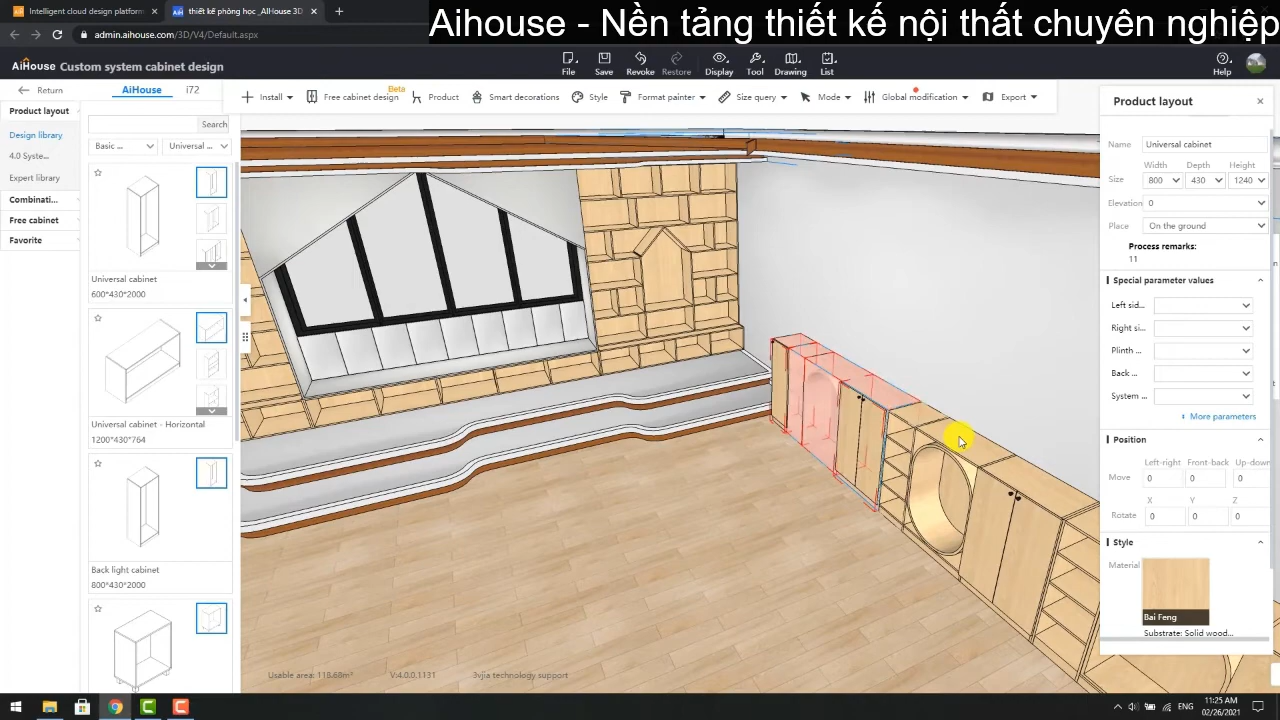 Intelligent cloud design platform
thiết kế phòng học _AiHouse 3D
Aihouse - Nền tảng thiết kế nội thất chuyên nghiệp
admin.aihouse.com/3D/V4/Default.aspx
AiHouse Custom system cabinet design
File
Save
Revoke
Restore
Display
Tool
Drawing
List
Help
Return
AiHouse
i72
Install
Free cabinet design
Beta
Product
Smart decorations
Style
Format painter
Size query
Mode
Global modification
Export
Product layout
Design library
4.0 Syste...
Expert library
Combinati...
Free cabinet
Favorite
Search
Basic ...
Universal ...
Universal cabinet
600*430*2000
Universal cabinet - Horizontal
1200*430*764
Back light cabinet
800*430*2000
Usable area: 118.68m²
V:4.0.0.1131
3vjia technology support
Product layout
Name Universal cabinet
Width Depth Height
Size 800 430 1240
Elevation 0
Place On the ground
Process remarks:
11
Special parameter values
Left sid...
Right si...
Plinth ...
Back ...
System ...
More parameters
Position
Left-right Front-back Up-down
Move 0 0 0
X Y Z
Rotate 0 0 0
Style
Material
Bai Feng
Substrate: Solid wood...
ENG
11:25 AM
02/26/2021